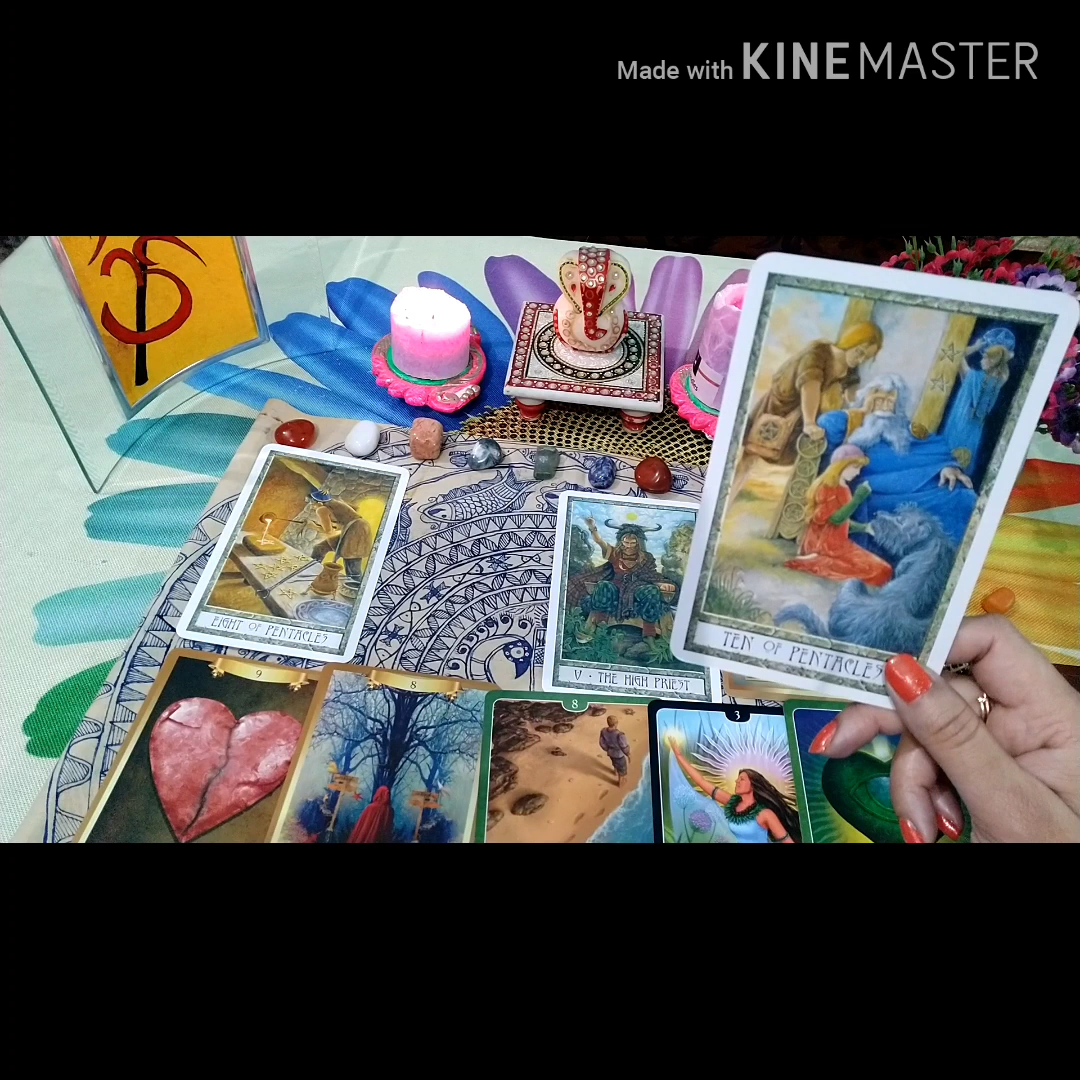 Made with KINEMASTER
EIGHT OF PENTACLES
V · THE HIGH PRIEST
TEN OF PENTACLES
9
8
8
3